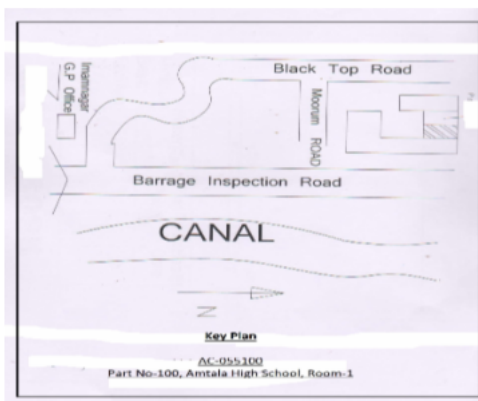 Black Top Road
Imamnagar
G.P Office
Moorum ROAD
Barrage Inspection Road
CANAL
N
Key Plan
AC-055100
Part No-100, Amtala High School, Room-1